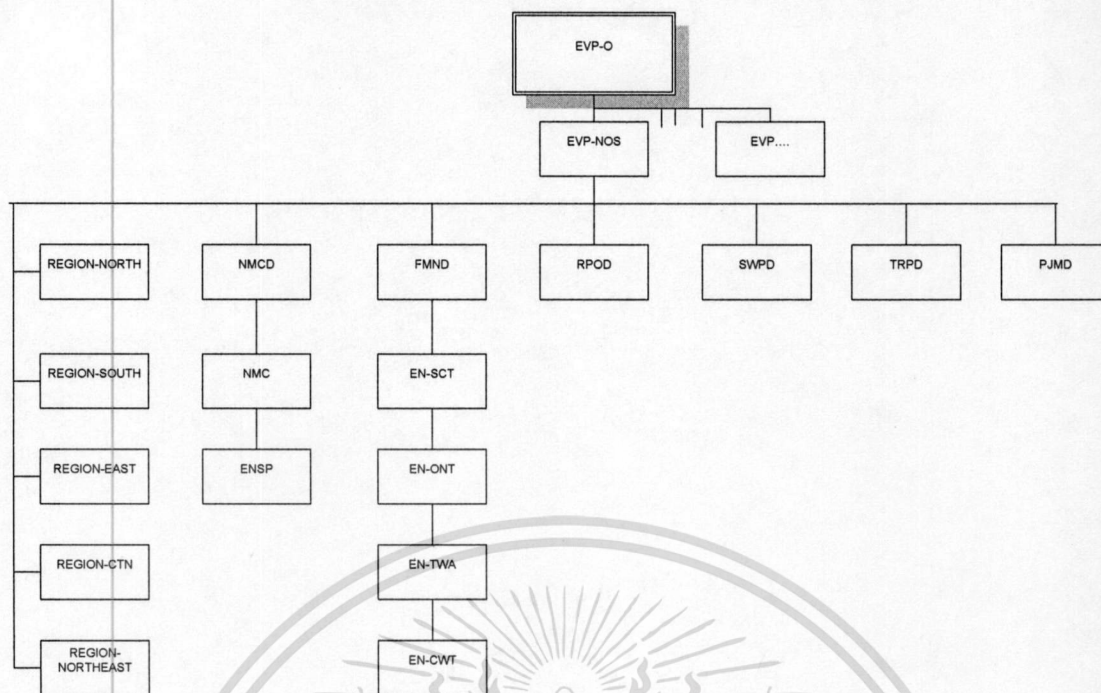 EVP-O
EVP-NOS
EVP....
REGION-NORTH
NMCD
FMND
RPOD
SWPD
TRPD
PJMD
REGION-SOUTH
NMC
EN-SCT
REGION-EAST
ENSP
EN-ONT
REGION-CTN
EN-TWA
REGION-
NORTHEAST
EN-CWT